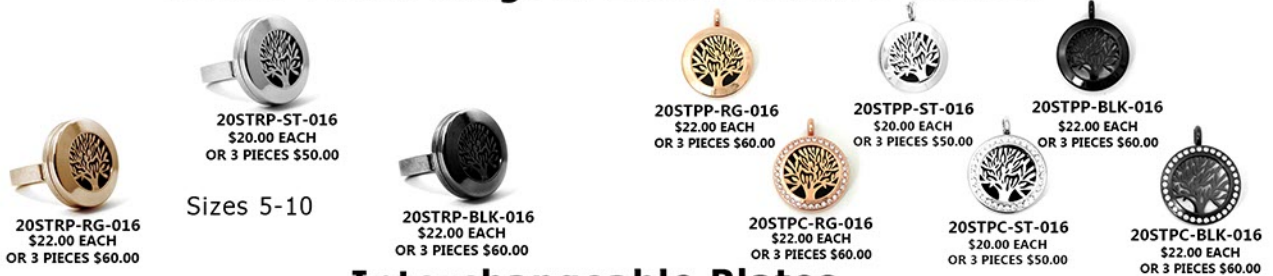 20STRP-ST-016
$20.00 EACH
OR 3 PIECES $50.00
20STRP-RG-016
$22.00 EACH
OR 3 PIECES $60.00
Sizes 5-10
20STRP-BLK-016
$22.00 EACH
OR 3 PIECES $60.00
20STPP-RG-016
$22.00 EACH
OR 3 PIECES $60.00
20STPP-ST-016
$20.00 EACH
OR 3 PIECES $50.00
20STPP-BLK-016
$22.00 EACH
OR 3 PIECES $60.00
20STPC-RG-016
$22.00 EACH
OR 3 PIECES $60.00
20STPC-ST-016
$20.00 EACH
OR 3 PIECES $50.00
20STPC-BLK-016
$22.00 EACH
OR 3 PIECES $60.00
Interchangeable Plates